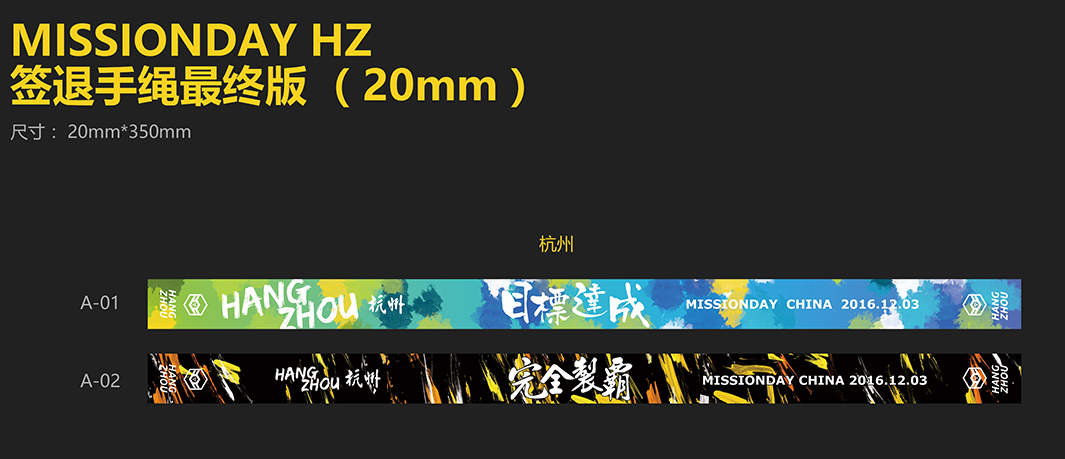 MISSIONDAY HZ
签退手绳最终版 （20mm）
尺寸： 20mm*350mm
杭州
A-01
HANG ZHOU
HANG ZHOU 杭州
目標達成
MISSIONDAY CHINA 2016.12.03
HANG ZHOU
A-02
HANG ZHOU
HANG ZHOU 杭州
完全製霸
MISSIONDAY CHINA 2016.12.03
HANG ZHOU